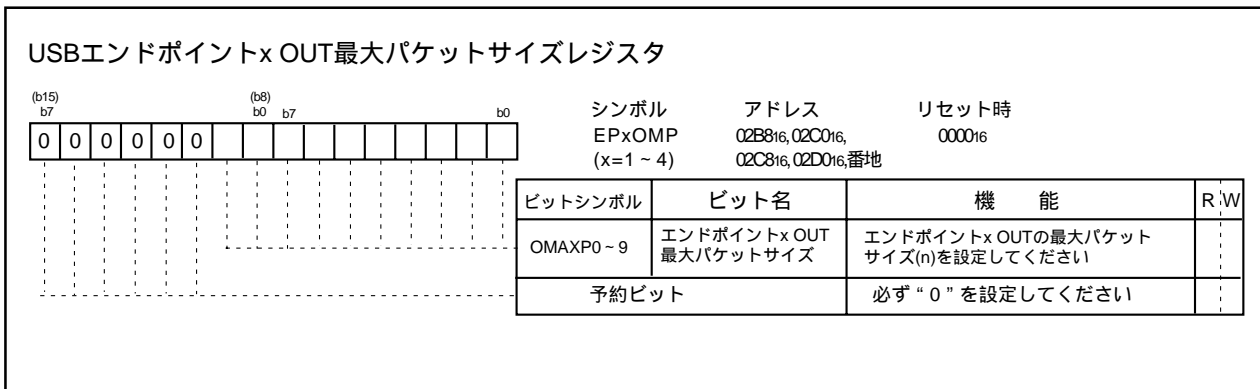 USBエンドポイントx OUT最大パケットサイズレジスタ
(b15) (b8)
b7 b0 b7 b0
0 0 0 0 0 0
シンボル アドレス リセット時
EPxOMP 02B816, 02C016, 000016
(x=1 ~ 4) 02C816, 02D016,番地
ビットシンボル ビット名 機 能 R W
OMAXP0 ~ 9 エンドポイントx OUT エンドポイントx OUTの最大パケット
最大パケットサイズ サイズ(n)を設定してください
予約ビット 必ず “ 0 ” を設定してください